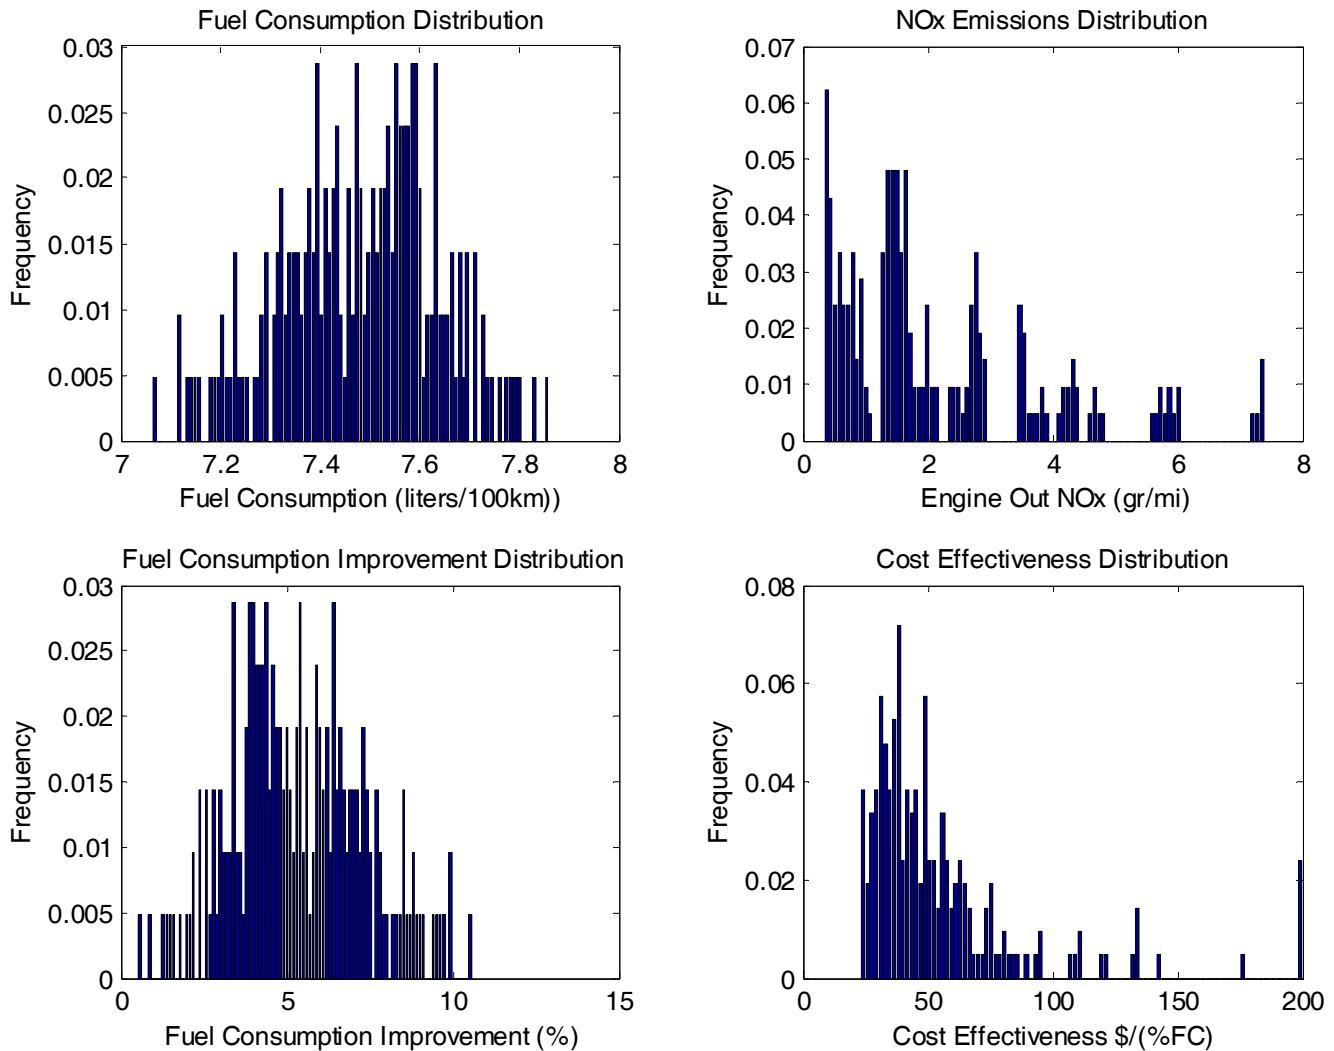 Fuel Consumption Distribution
0.03
0.025
0.02
0.015
0.01
0.005
0
Frequency
7 7.2 7.4 7.6 7.8 8
Fuel Consumption (liters/100km))
NOx Emissions Distribution
0.07
0.06
0.05
0.04
0.03
0.02
0.01
0
Frequency
0 2 4 6 8
Engine Out NOx (gr/mi)
Fuel Consumption Improvement Distribution
0.03
0.025
0.02
0.015
0.01
0.005
0
Frequency
0 5 10 15
Fuel Consumption Improvement (%)
Cost Effectiveness Distribution
0.08
0.06
0.04
0.02
0
Frequency
0 50 100 150 200
Cost Effectiveness $/(%FC)